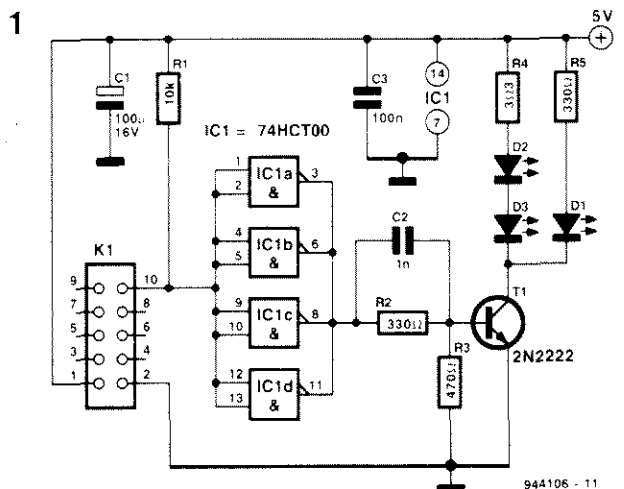 1
5V
C1
100µ
16V
R1
10k
C3
100n
14
IC1
7
R4
3Ω3
R5
330Ω
IC1 = 74HCT00
D2
D3
D1
1
2
IC1a
&
3
4
5
IC1b
&
6
9
10
IC1c
&
8
12
13
IC1d
&
11
C2
1n
R2
330Ω
R3
470Ω
T1
2N2222
K1
9
10
7
8
5
6
3
4
1
2
944106 - 11